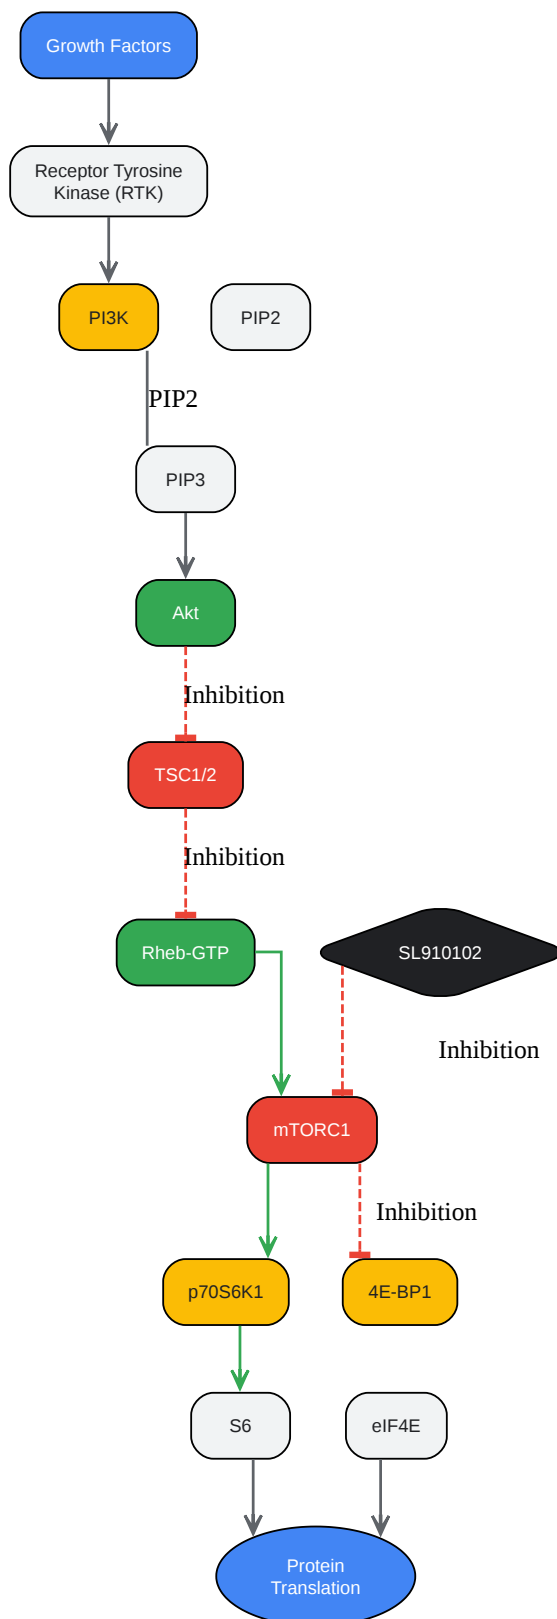 Growth Factors
Receptor Tyrosine
Kinase (RTK)
PI3K
PIP2
PIP2
PIP3
Akt
Inhibition
TSC1/2
Inhibition
Rheb-GTP
SL910102
Inhibition
mTORC1
Inhibition
p70S6K1
4E-BP1
S6
eIF4E
Protein
Translation